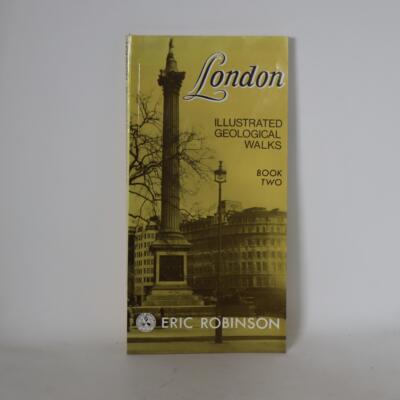 London
ILLUSTRATED
GEOLOGICAL
WALKS
BOOK
TWO
ERIC ROBINSON